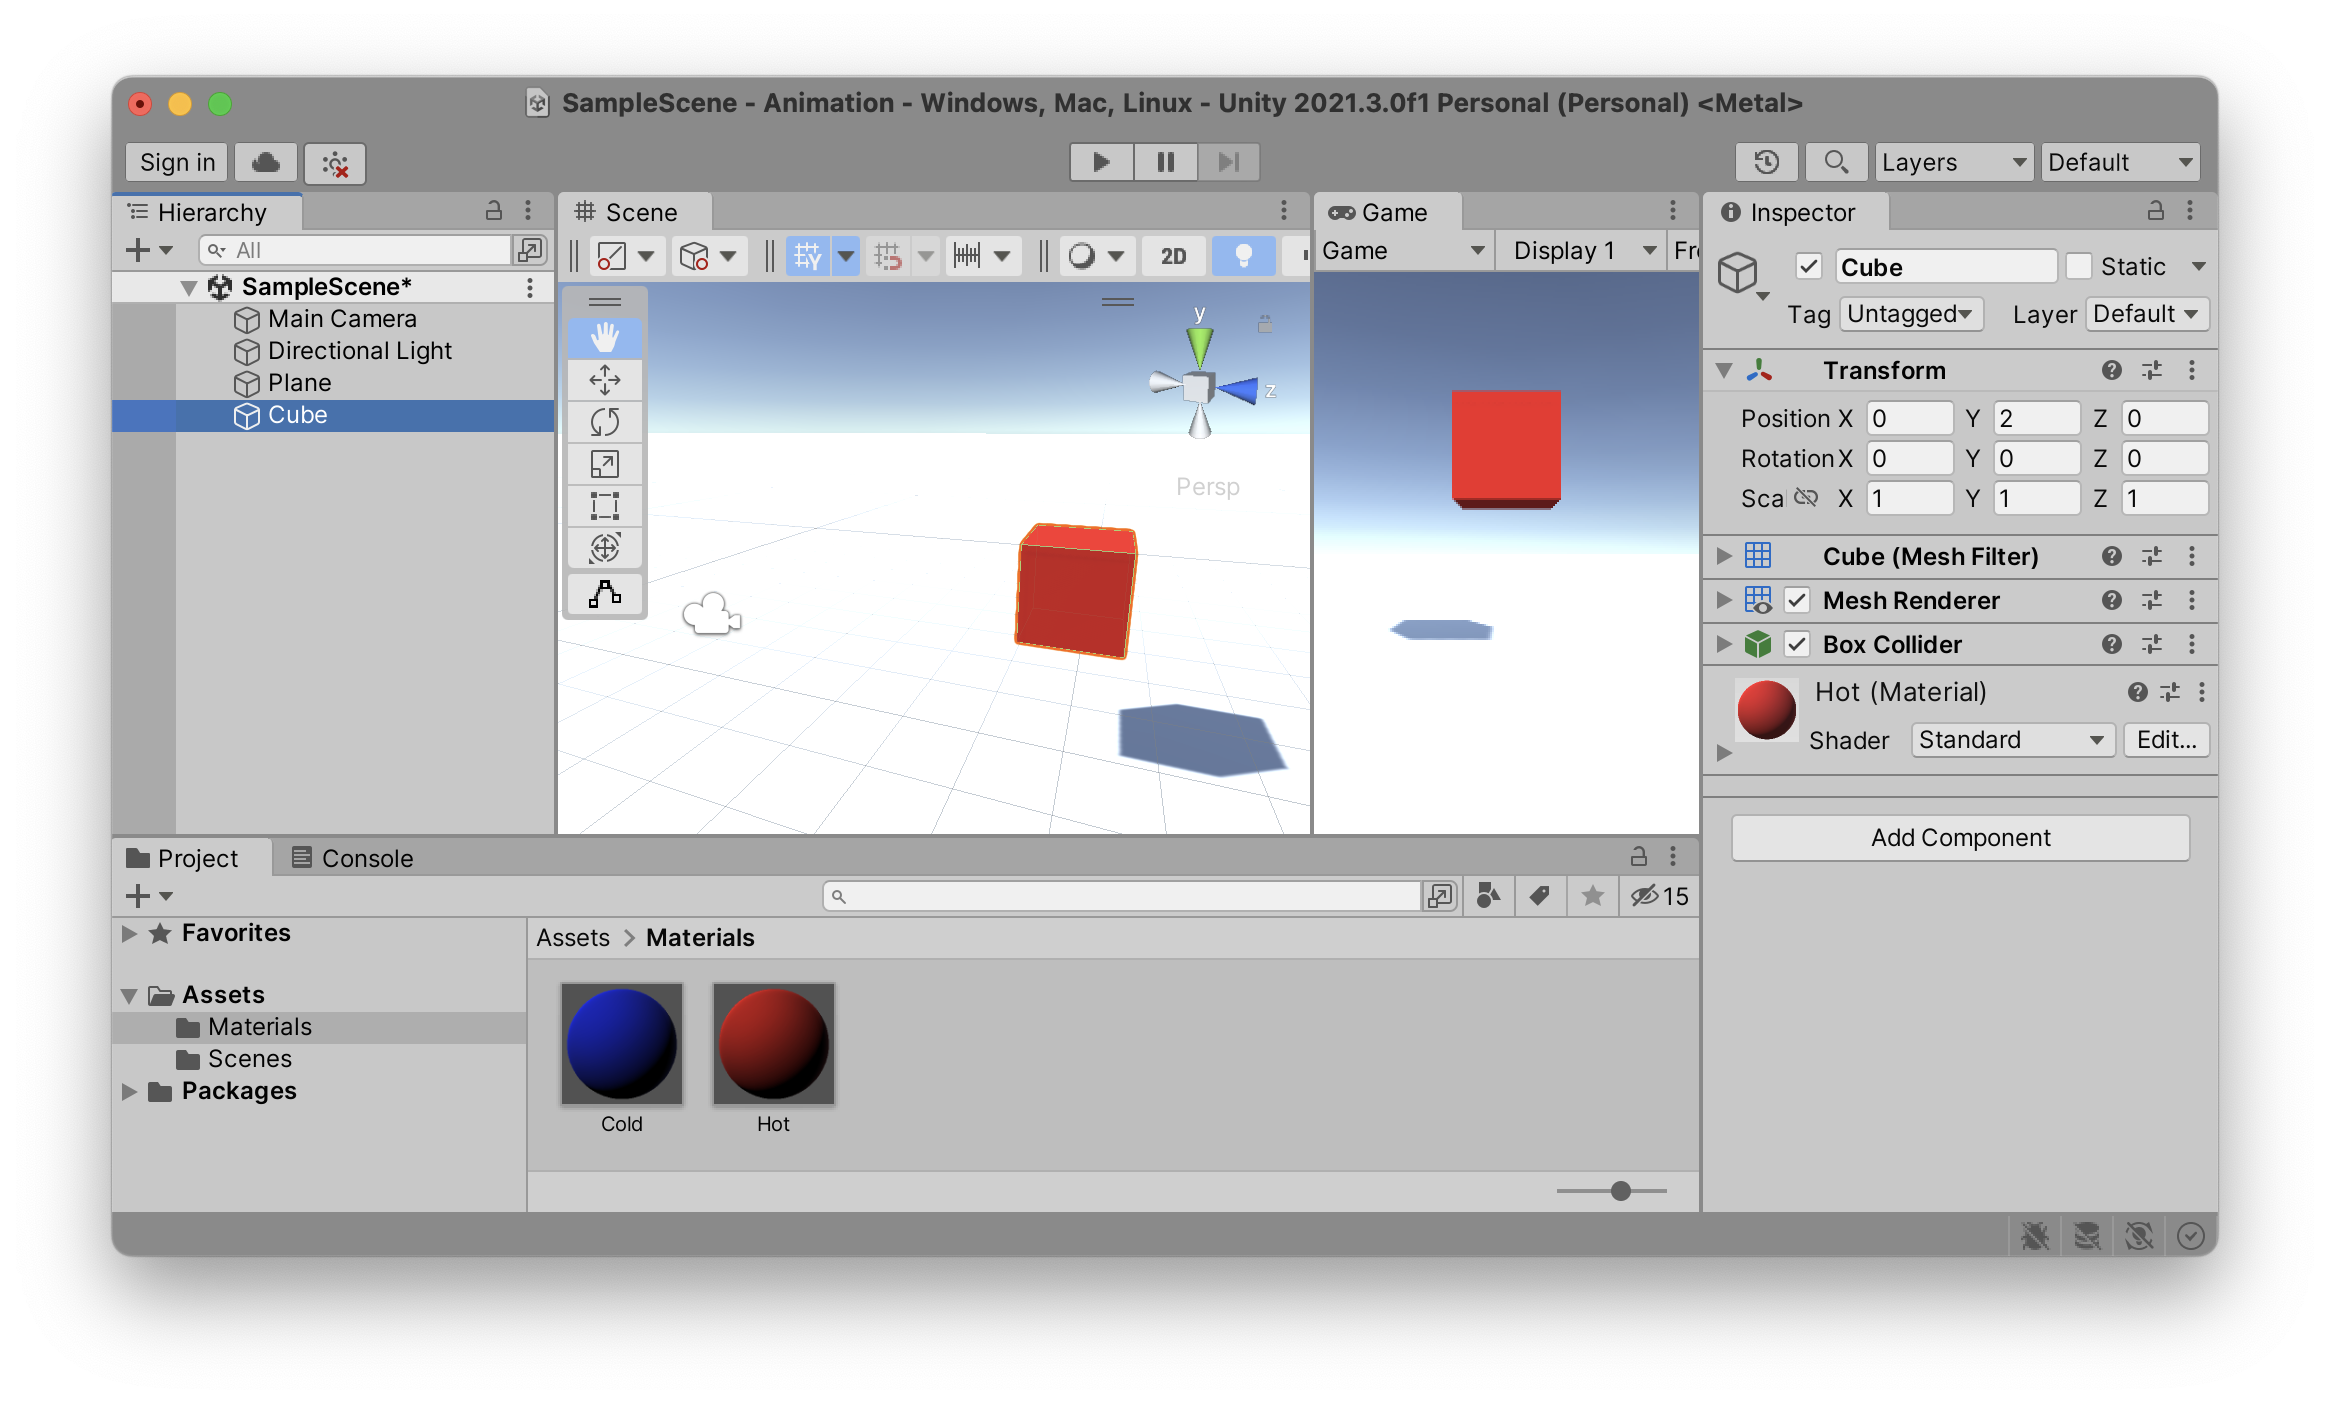 SampleScene - Animation - Windows, Mac, Linux - Unity 2021.3.0f1 Personal (Personal) <Metal>
Sign in
Layers
Default
Hierarchy
All
SampleScene*
Main Camera
Directional Light
Plane
Cube
Scene
2D
y
z
Persp
Game
Game
Display 1
Fr
Inspector
Cube
Static
Tag
Untagged
Layer
Default
Transform
Position X 0 Y 2 Z 0
Rotation X 0 Y 0 Z 0
Scal X 1 Y 1 Z 1
Cube (Mesh Filter)
Mesh Renderer
Box Collider
Hot (Material)
Shader
Standard
Edit...
Add Component
Project
Console
15
Favorites
Assets
Materials
Scenes
Packages
Assets > Materials
Cold
Hot